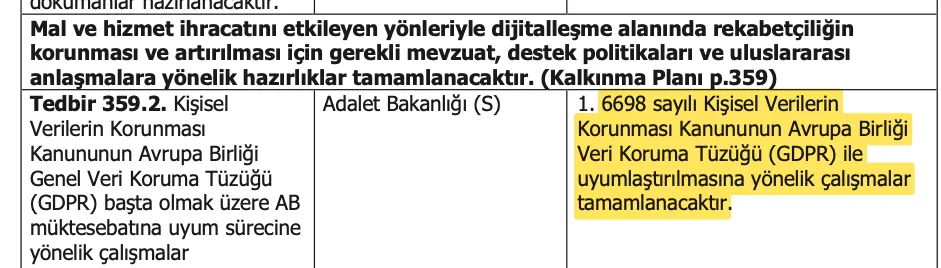 dokümanlar hazırlanacaktır.
Mal ve hizmet ihracatını etkileyen yönleriyle dijitalleşme alanında rekabetçiliğin
korunması ve artırılması için gerekli mevzuat, destek politikaları ve uluslararası
anlaşmalara yönelik hazırlıklar tamamlanacaktır. (Kalkınma Planı p.359)
Tedbir 359.2. Kişisel
Verilerin Korunması
Kanununun Avrupa Birliği
Genel Veri Koruma Tüzüğü
(GDPR) başta olmak üzere AB
müktesebatına uyum sürecine
yönelik çalışmalar
Adalet Bakanlığı (S)
1. 6698 sayılı Kişisel Verilerin
Korunması Kanununun Avrupa Birliği
Veri Koruma Tüzüğü (GDPR) ile
uyumlaştırılmasına yönelik çalışmalar
tamamlanacaktır.